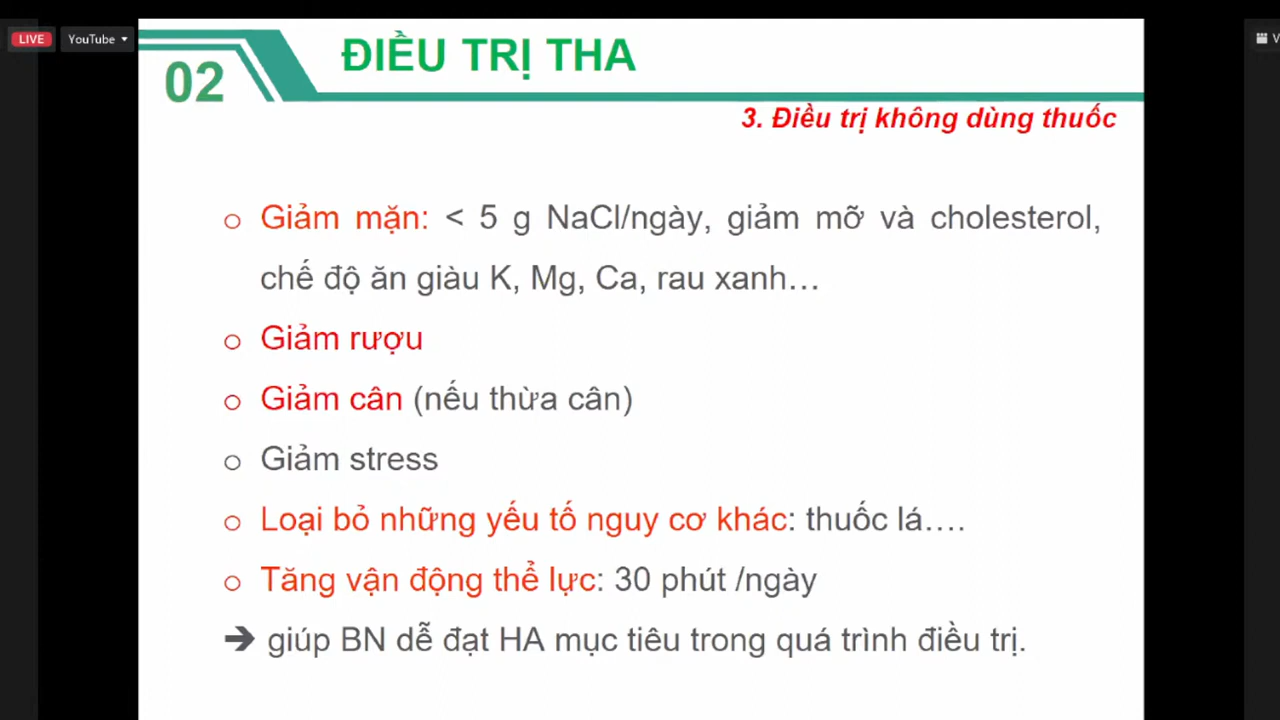 LIVE
YouTube
V
02
ĐIỀU TRỊ THA
3. Điều trị không dùng thuốc
o Giảm mặn: < 5 g NaCl/ngày, giảm mỡ và cholesterol,
chế độ ăn giàu K, Mg, Ca, rau xanh...
o Giảm rượu
o Giảm cân (nếu thừa cân)
o Giảm stress
o Loại bỏ những yếu tố nguy cơ khác: thuốc lá....
o Tăng vận động thể lực: 30 phút /ngày
➔ giúp BN dễ đạt HA mục tiêu trong quá trình điều trị.